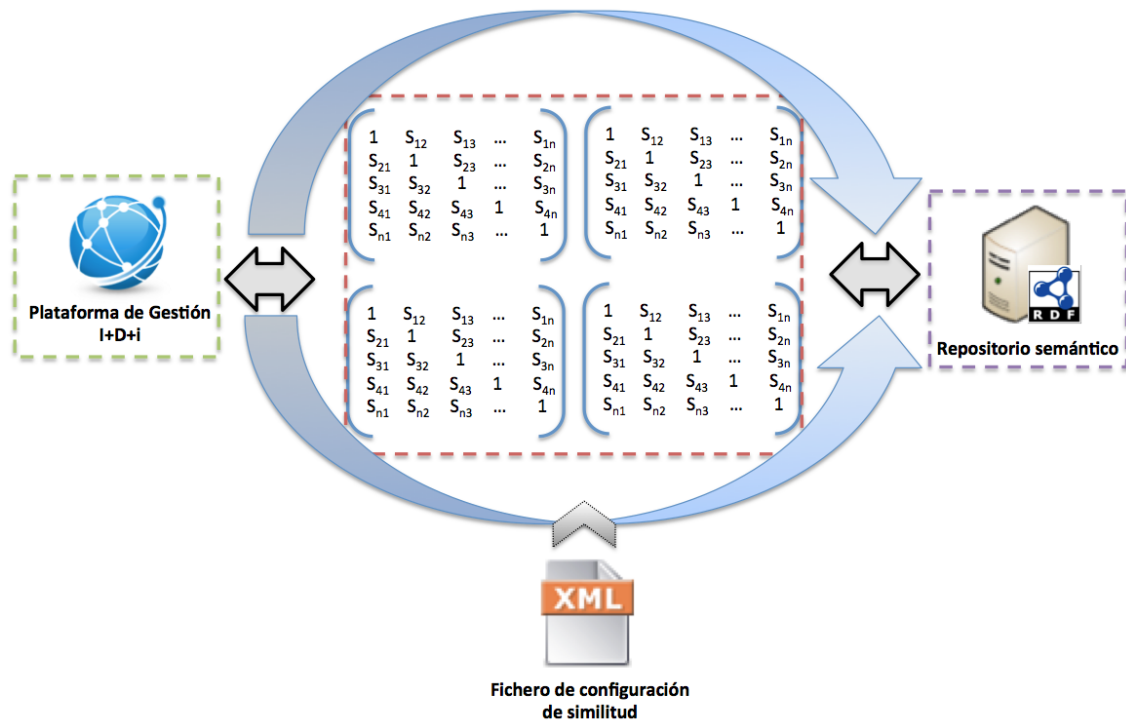 1 S12 S13 ... S1n
S21 1 S23 ... S2n
S31 S32 1 ... S3n
S41 S42 S43 1 S4n
Sn1 Sn2 Sn3 ... 1
1 S12 S13 ... S1n
S21 1 S23 ... S2n
S31 S32 1 ... S3n
S41 S42 S43 1 S4n
Sn1 Sn2 Sn3 ... 1
Plataforma de Gestión
I+D+i
1 S12 S13 ... S1n
S21 1 S23 ... S2n
S31 S32 1 ... S3n
S41 S42 S43 1 S4n
Sn1 Sn2 Sn3 ... 1
1 S12 S13 ... S1n
S21 1 S23 ... S2n
S31 S32 1 ... S3n
S41 S42 S43 1 S4n
Sn1 Sn2 Sn3 ... 1
RDF
Repositorio semántico
XML
Fichero de configuración
de similitud